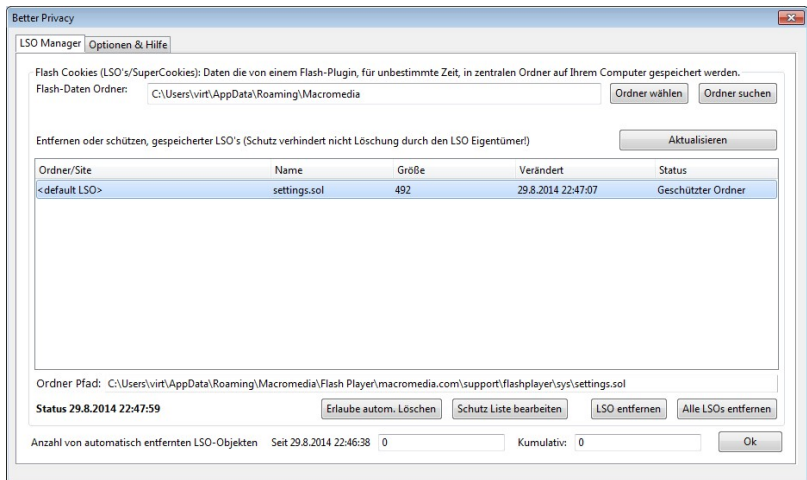 Better Privacy
LSO Manager Optionen & Hilfe
Flash Cookies (LSO's/SuperCookies): Daten die von einem Flash-Plugin, für unbestimmte Zeit, in zentralen Ordner auf Ihrem Computer gespeichert werden.
Flash-Daten Ordner: C:\Users\virt\AppData\Roaming\Macromedia Ordner wählen Ordner suchen
Entfernen oder schützen, gespeicherter LSO's (Schutz verhindert nicht Löschung durch den LSO Eigentümer!) Aktualisieren
Ordner/Site Name Größe Verändert Status
<default LSO> settings.sol 492 29.8.2014 22:47:07 Geschützter Ordner
Ordner Pfad: C:\Users\virt\AppData\Roaming\Macromedia\Flash Player\macromedia.com\support\flashplayer\sys\settings.sol
Status 29.8.2014 22:47:59 Erlaube autom. Löschen Schutz Liste bearbeiten LSO entfernen Alle LSOs entfernen
Anzahl von automatisch entfernten LSO-Objekten Seit 29.8.2014 22:46:38 0 Kumulativ: 0 Ok